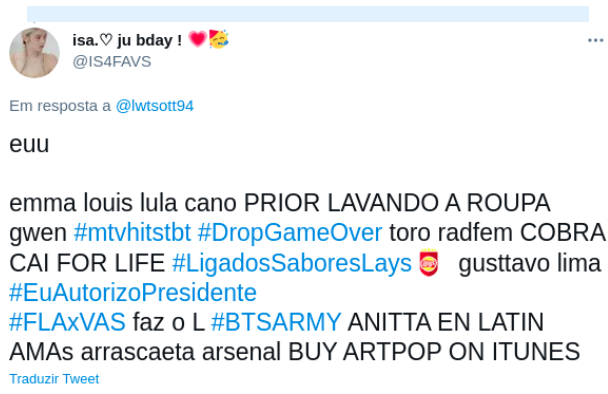 isa.♡ ju bday ! 💗🥳
@IS4FAVS
Em resposta a @lwtsott94
euu
emma louis lula cano PRIOR LAVANDO A ROUPA
gwen #mtvhitstbt #DropGameOver toro radfem COBRA
CAI FOR LIFE #LigadosSaboresLays gusttavo lima
#EuAutorizoPresidente
#FLAxVAS faz o L #BTSARMY ANITTA EN LATIN
AMAs arrascaeta arsenal BUY ARTPOP ON ITUNES
Traduzir Tweet